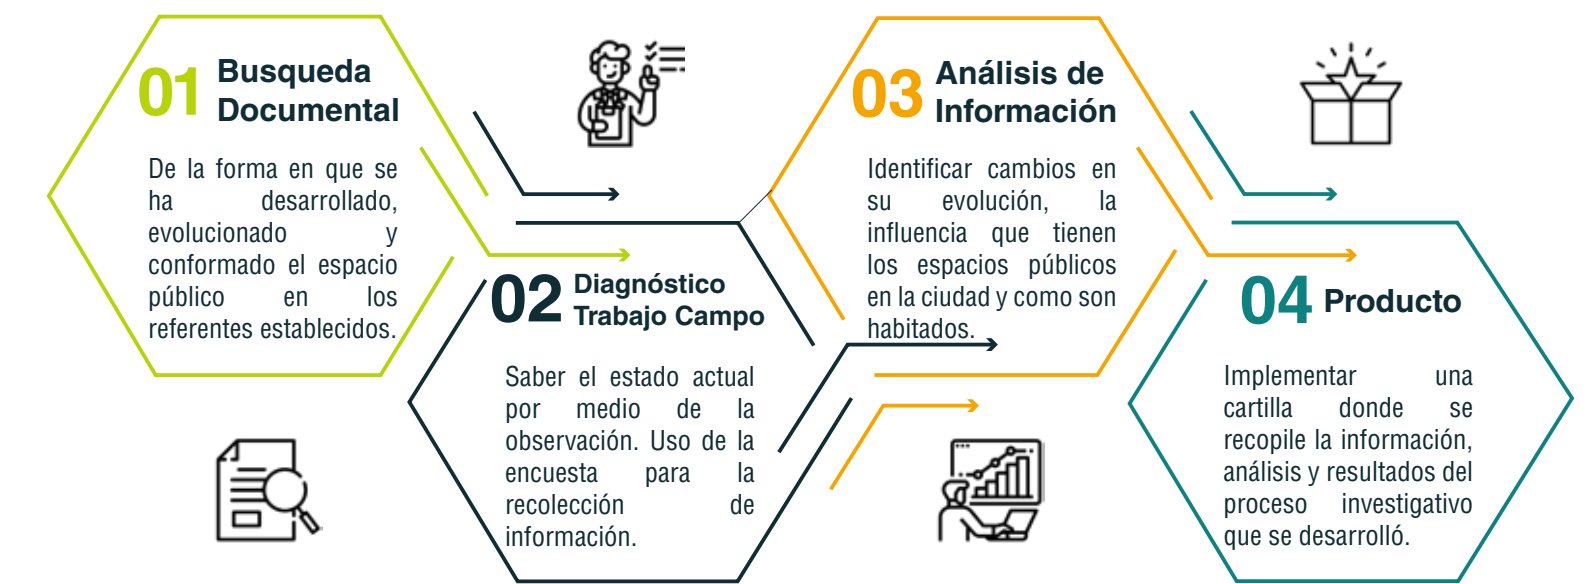 01
Busqueda
Documental
De la forma en que se
ha desarrollado,
evolucionado y
conformado el espacio
público en los
referentes establecidos.
02
Diagnóstico
Trabajo Campo
Saber el estado actual
por medio de la
observación. Uso de la
encuesta para la
recolección de
información.
03
Análisis de
Información
Identificar cambios en
su evolución, la
influencia que tienen
los espacios públicos
en la ciudad y como son
habitados.
04
Producto
Implementar una
cartilla donde se
recopile la información,
análisis y resultados del
proceso investigativo
que se desarrolló.